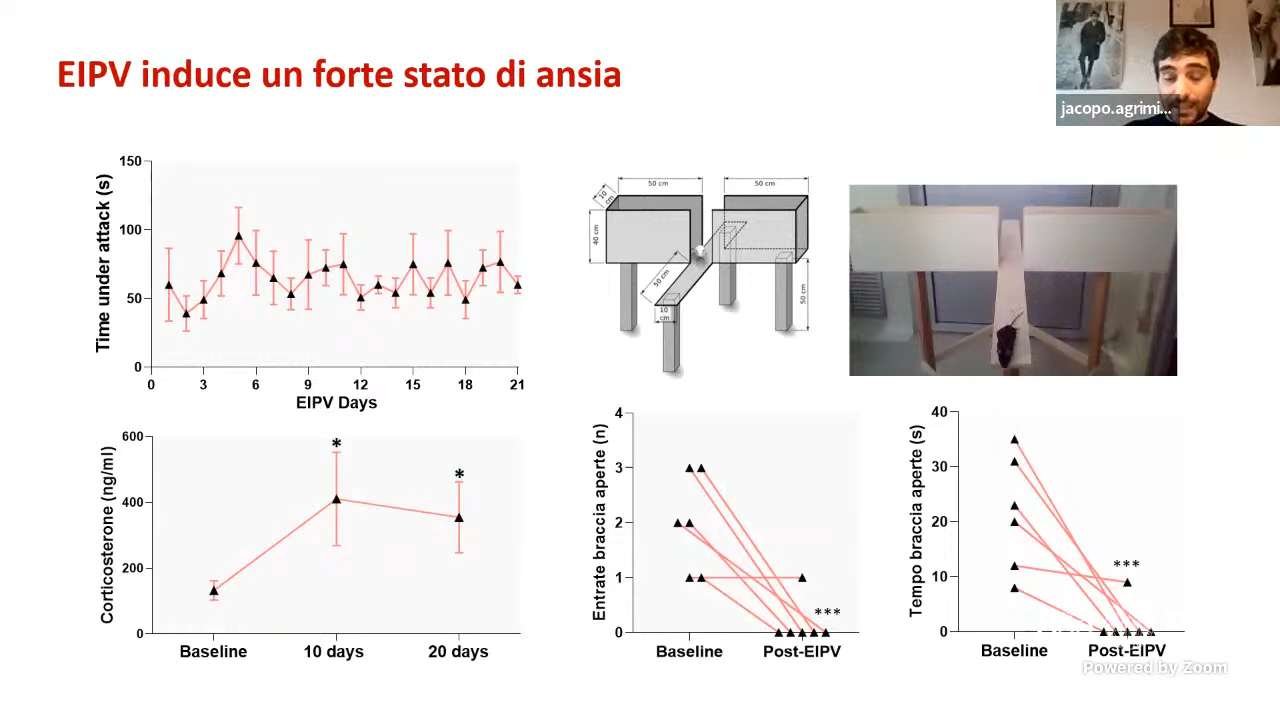 EIPV induce un forte stato di ansia
jacopo.agrimi...
Time under attack (s)
150
100
50
0
0 3 6 9 12 15 18 21
EIPV Days
50 cm
50 cm
10 cm
40 cm
50 cm
10 cm
50 cm
Corticosterone (ng/ml)
600
400
200
0
*
*
Baseline 10 days 20 days
Entrate braccia aperte (n)
4
3
2
1
0
***
Baseline Post-EIPV
Tempo braccia aperte (s)
40
30
20
10
0
***
Baseline Post-EIPV
Powered by Zoom